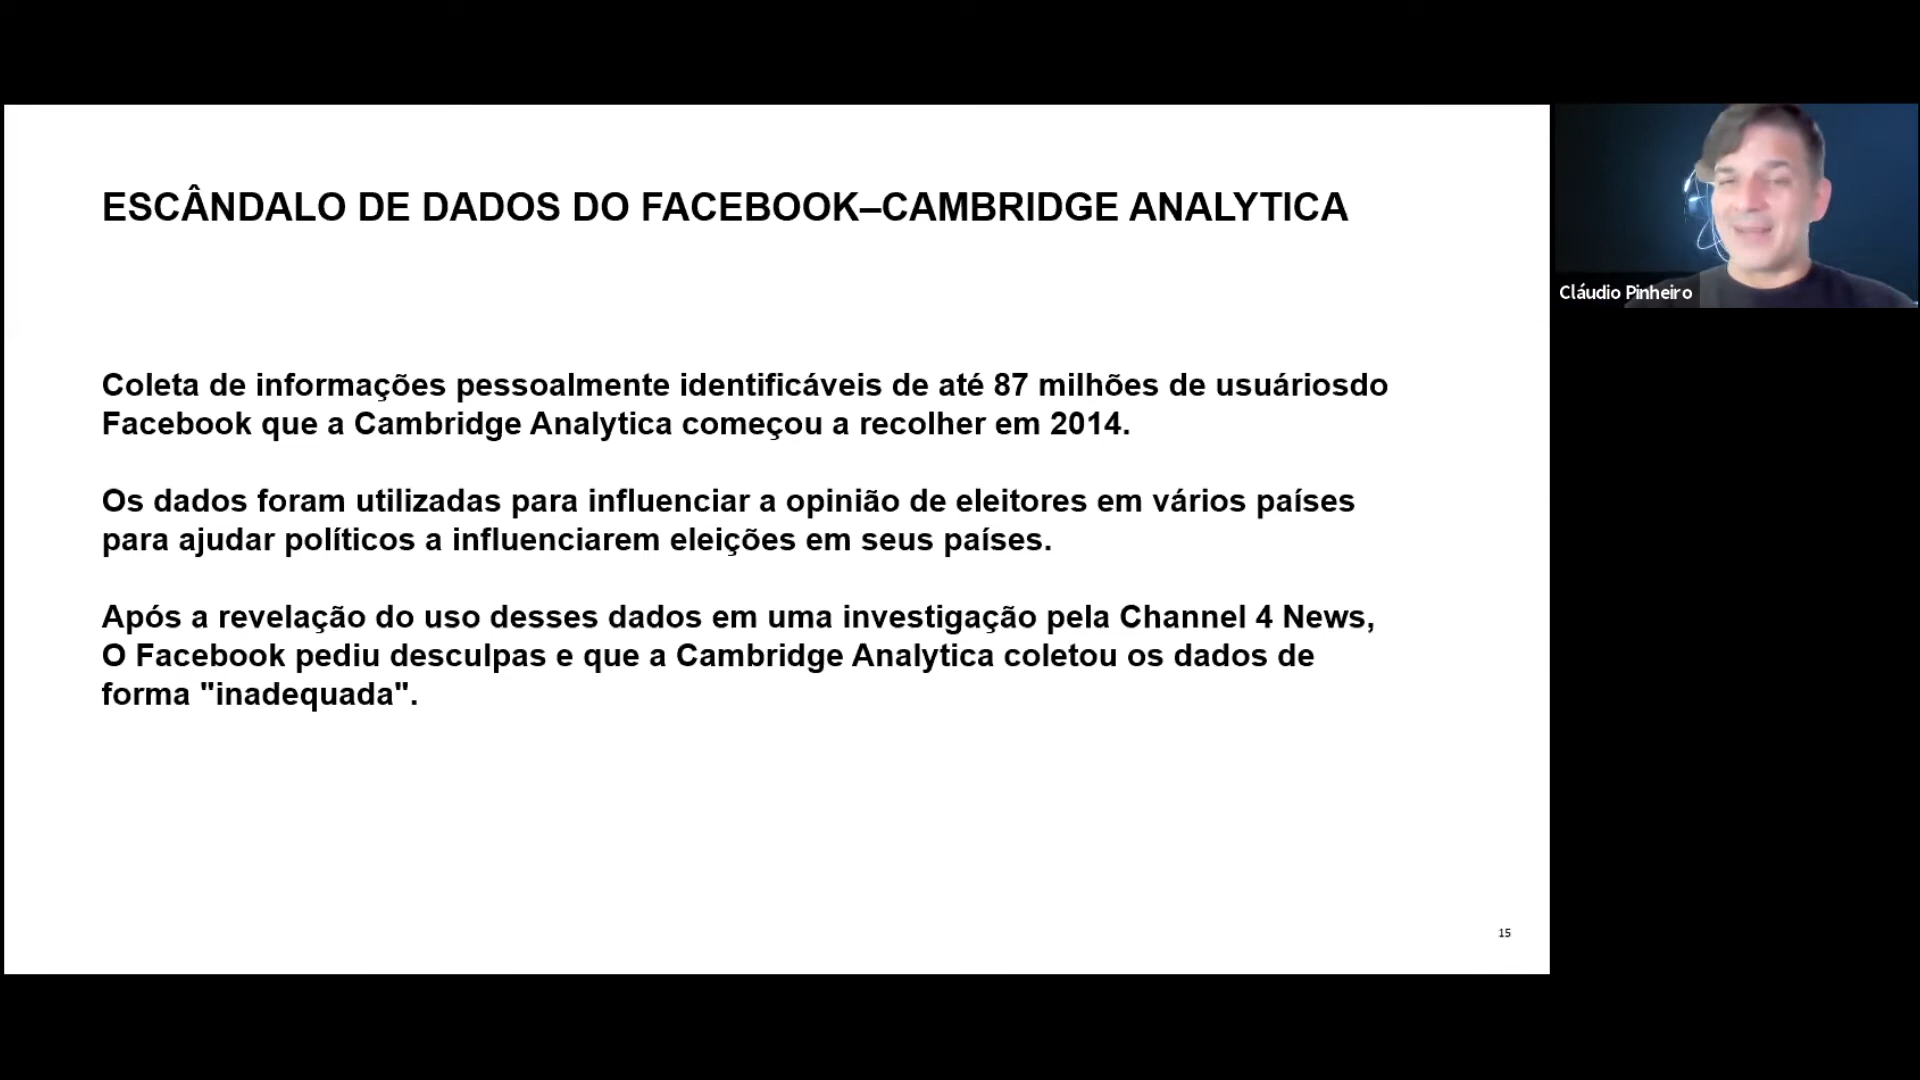 ESCÂNDALO DE DADOS DO FACEBOOK–CAMBRIDGE ANALYTICA
Coleta de informações pessoalmente identificáveis de até 87 milhões de usuáriosdo
Facebook que a Cambridge Analytica começou a recolher em 2014.
Os dados foram utilizadas para influenciar a opinião de eleitores em vários países
para ajudar políticos a influenciarem eleições em seus países.
Após a revelação do uso desses dados em uma investigação pela Channel 4 News,
O Facebook pediu desculpas e que a Cambridge Analytica coletou os dados de
forma "inadequada".
15
Cláudio Pinheiro